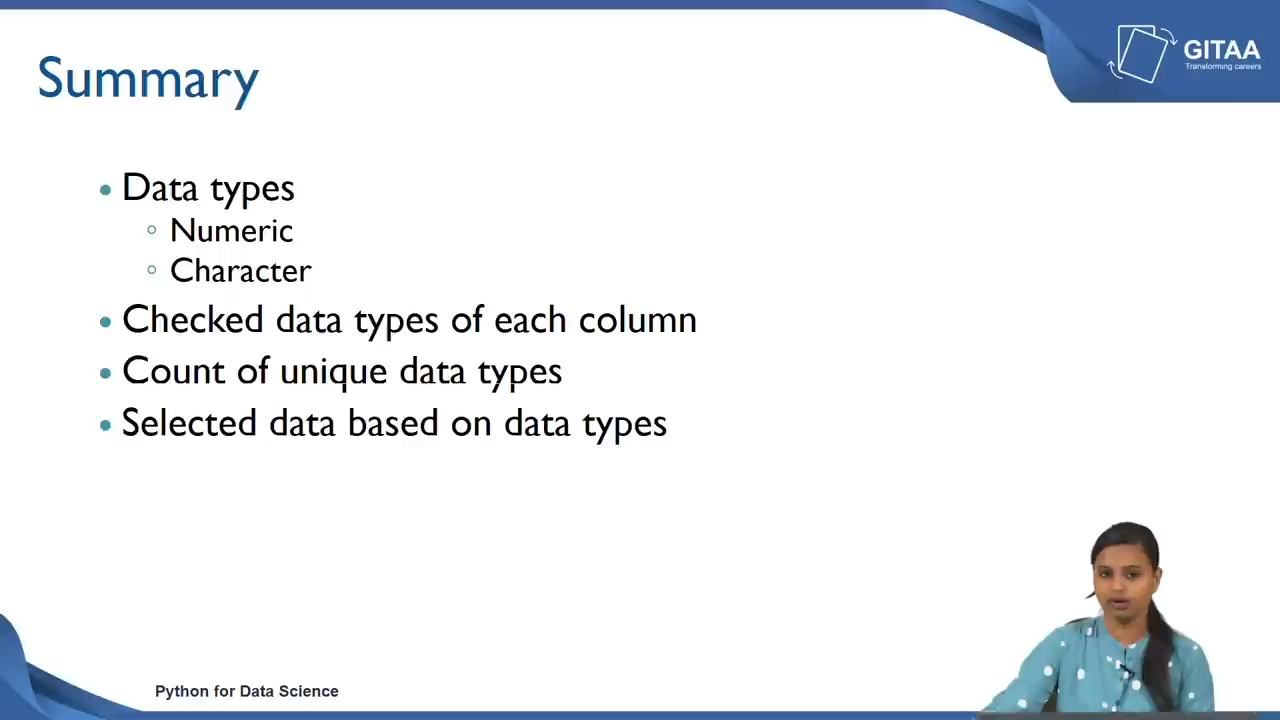 Summary
GITAA
Transforming careers
Data types
Numeric
Character
Checked data types of each column
Count of unique data types
Selected data based on data types
Python for Data Science